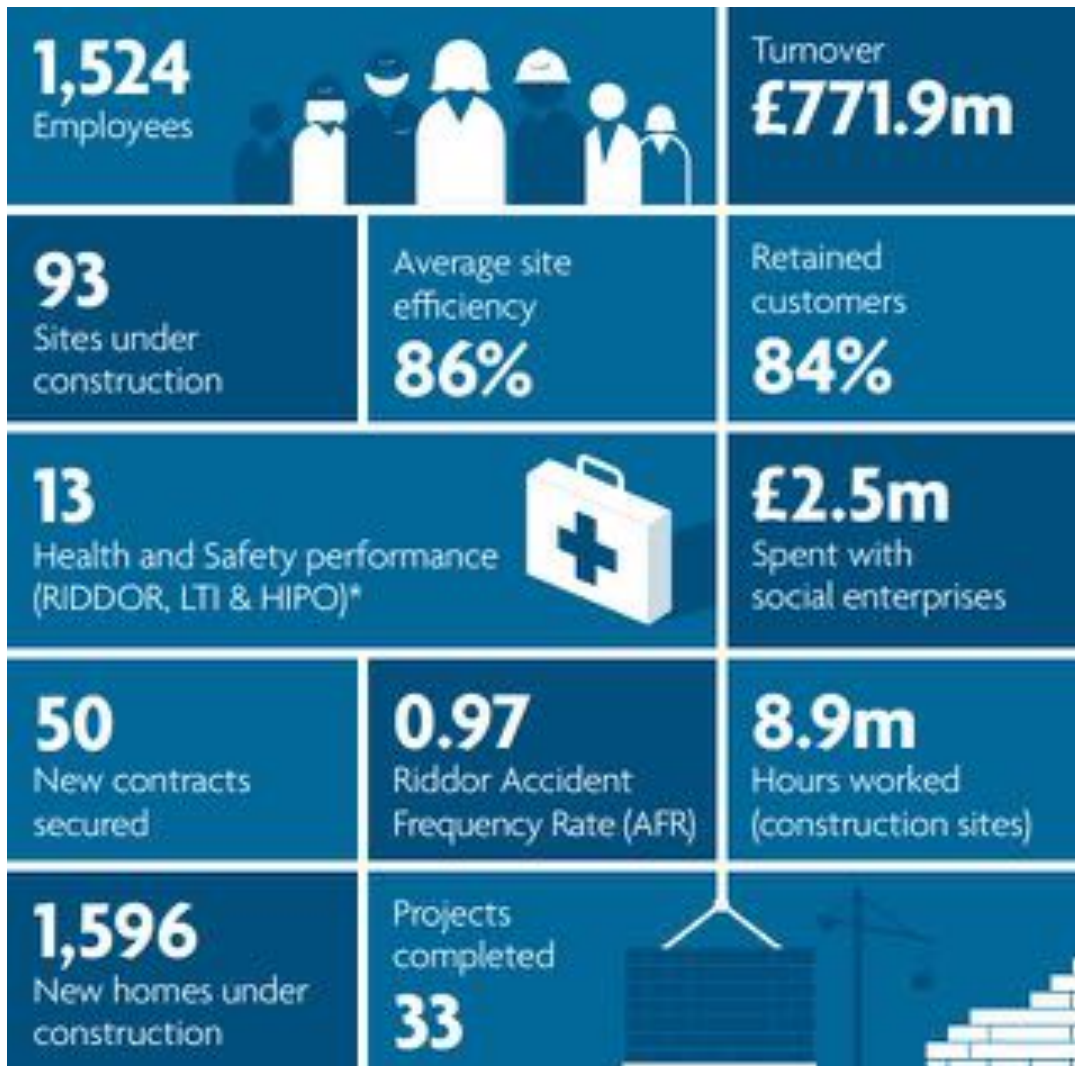 1,524
Employees
Turnover
£771.9m
93
Sites under
construction
Average site
efficiency
86%
Retained
customers
84%
13
Health and Safety performance
(RIDDOR, LTI & HIPO)*
£2.5m
Spent with
social enterprises
50
New contracts
secured
0.97
Riddor Accident
Frequency Rate (AFR)
8.9m
Hours worked
(construction sites)
1,596
New homes under
construction
Projects
completed
33